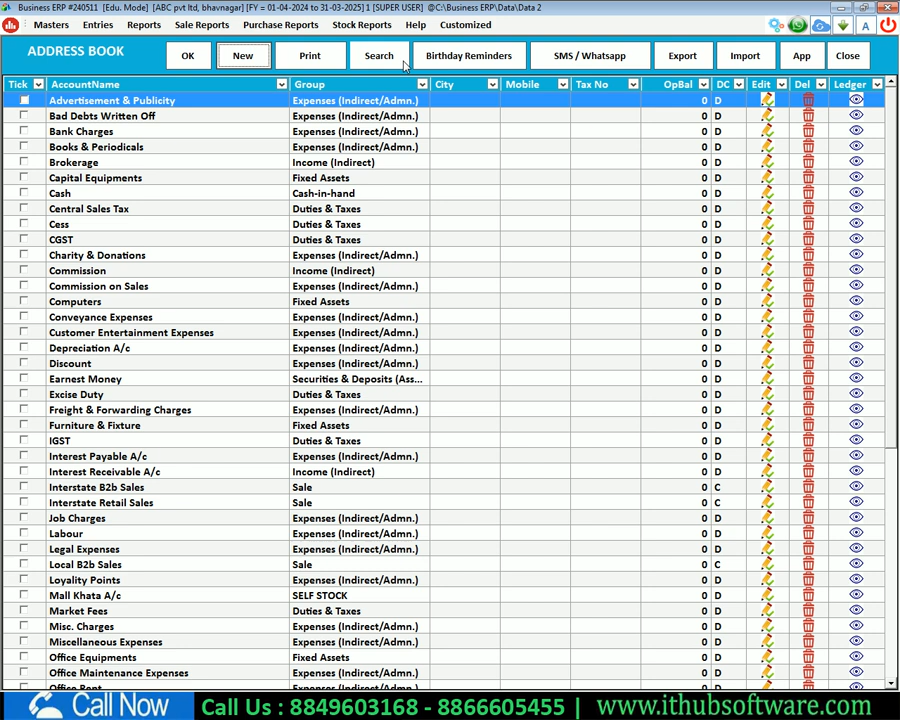 Business ERP #240511 [Edu. Mode] [ABC pvt ltd, bhavnagar] [FY = 01-04-2024 to 31-03-2025] 1 [SUPER USER] @C:\Business ERP\Data\Data 2
Masters Entries Reports Sale Reports Purchase Reports Stock Reports Help Customized A
ADDRESS BOOK OK New Print Search Birthday Reminders SMS / Whatsapp Export Import App Close
Tick AccountName Group City Mobile Tax No OpBal DC Edit Del Ledger
Advertisement & Publicity Expenses (Indirect/Admn.) 0 D
Bad Debts Written Off Expenses (Indirect/Admn.) 0 D
Bank Charges Expenses (Indirect/Admn.) 0 D
Books & Periodicals Expenses (Indirect/Admn.) 0 D
Brokerage Income (Indirect) 0 D
Capital Equipments Fixed Assets 0 D
Cash Cash-in-hand 0 D
Central Sales Tax Duties & Taxes 0 D
Cess Duties & Taxes 0 D
CGST Duties & Taxes 0 D
Charity & Donations Expenses (Indirect/Admn.) 0 D
Commission Income (Indirect) 0 D
Commission on Sales Expenses (Indirect/Admn.) 0 D
Computers Fixed Assets 0 D
Conveyance Expenses Expenses (Indirect/Admn.) 0 D
Customer Entertainment Expenses Expenses (Indirect/Admn.) 0 D
Depreciation A/c Expenses (Indirect/Admn.) 0 D
Discount Expenses (Indirect/Admn.) 0 D
Earnest Money Securities & Deposits (Ass... 0 D
Excise Duty Duties & Taxes 0 D
Freight & Forwarding Charges Expenses (Indirect/Admn.) 0 D
Furniture & Fixture Fixed Assets 0 D
IGST Duties & Taxes 0 D
Interest Payable A/c Expenses (Indirect/Admn.) 0 D
Interest Receivable A/c Income (Indirect) 0 D
Interstate B2b Sales Sale 0 C
Interstate Retail Sales Sale 0 C
Job Charges Expenses (Indirect/Admn.) 0 D
Labour Expenses (Indirect/Admn.) 0 D
Legal Expenses Expenses (Indirect/Admn.) 0 D
Local B2b Sales Sale 0 C
Loyality Points Expenses (Indirect/Admn.) 0 D
Mall Khata A/c SELF STOCK 0 D
Market Fees Duties & Taxes 0 D
Misc. Charges Expenses (Indirect/Admn.) 0 D
Miscellaneous Expenses Expenses (Indirect/Admn.) 0 D
Office Equipments Fixed Assets 0 D
Office Maintenance Expenses Expenses (Indirect/Admn.) 0 D
Office Rent Expenses (Indirect/Admn.) 0 D
Call Now Call Us : 8849603168 - 8866605455 | www.ithubsoftware.com